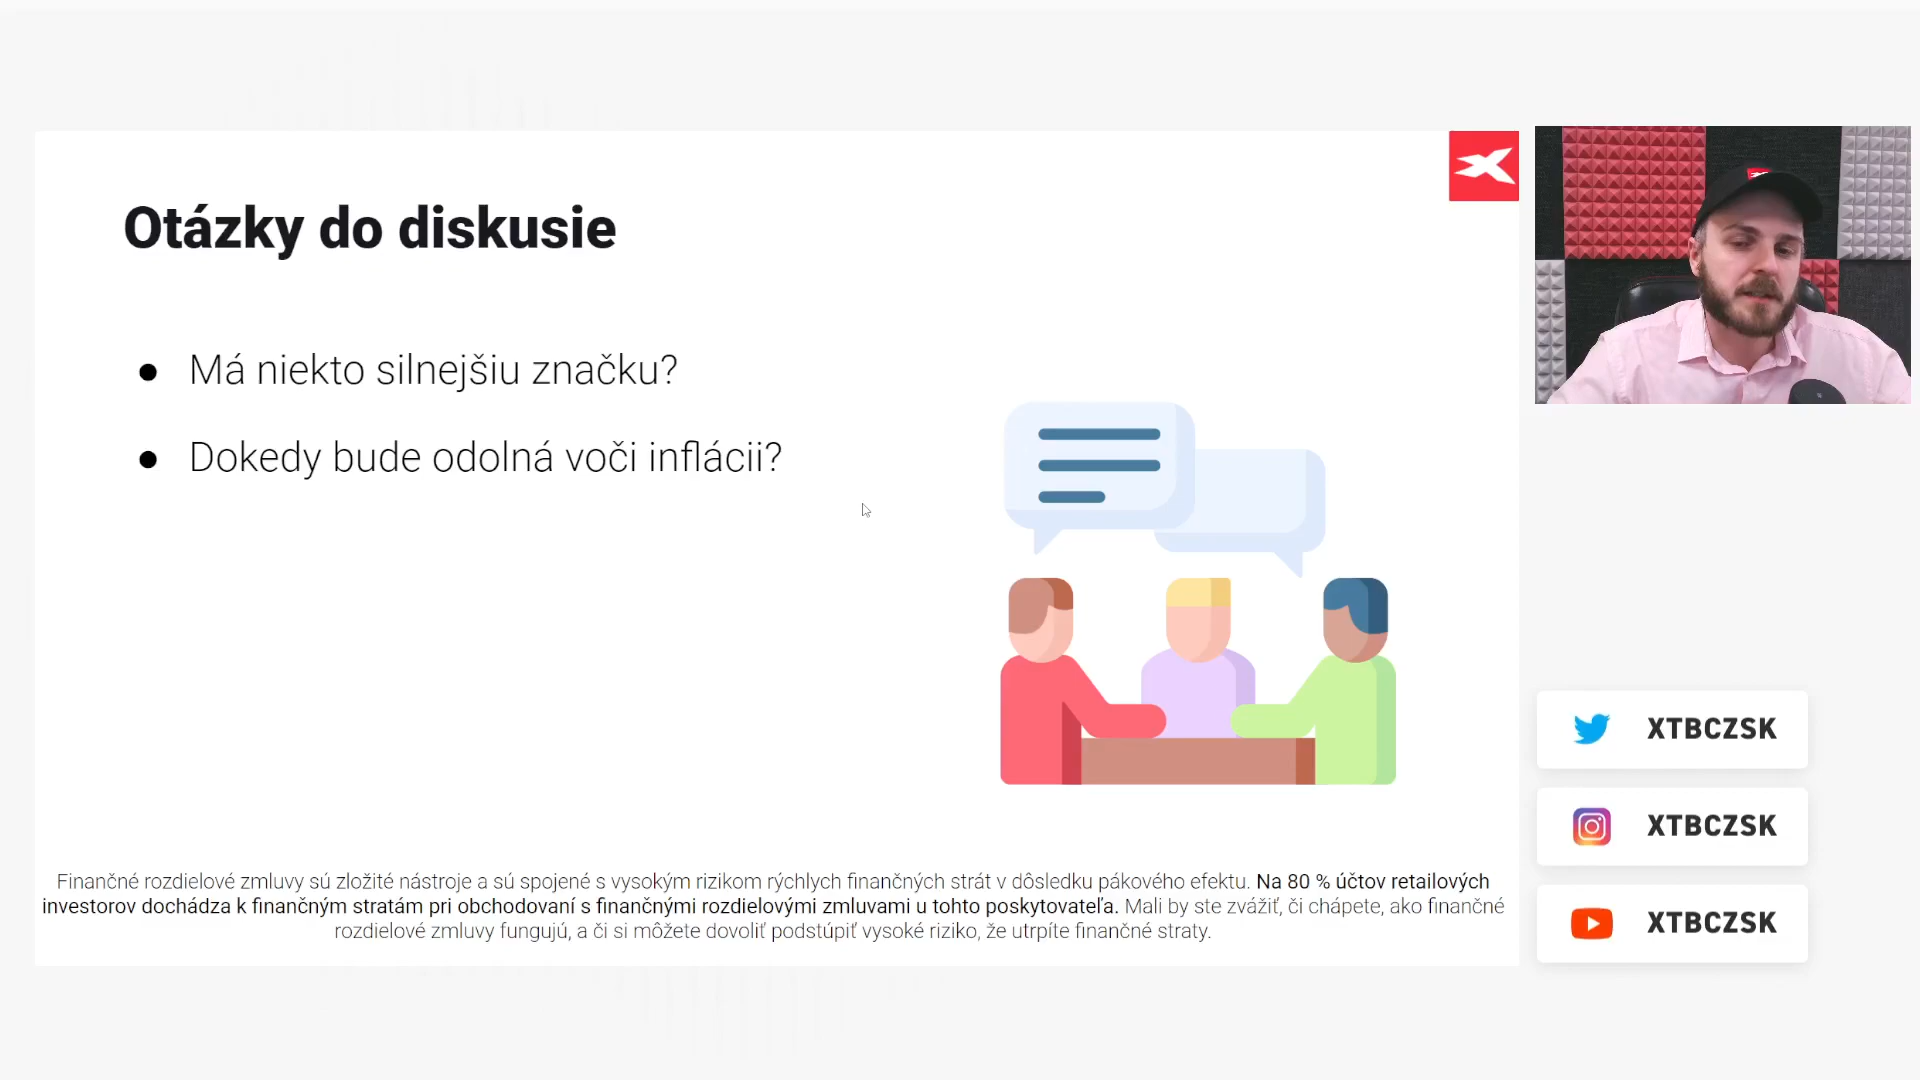 Otázky do diskusie
● Má niekto silnejšiu značku?
● Dokedy bude odolná voči inflácii?
Finančné rozdielové zmluvy sú zložité nástroje a sú spojené s vysokým rizikom rýchlych finančných strát v dôsledku pákového efektu. Na 80 % účtov retailových
investorov dochádza k finančným stratám pri obchodovaní s finančnými rozdielovými zmluvami u tohto poskytovateľa. Mali by ste zvážiť, či chápete, ako finančné
rozdielové zmluvy fungujú, a či si môžete dovoliť podstúpiť vysoké riziko, že utrpíte finančné straty.
XTBCZSK
XTBCZSK
XTBCZSK